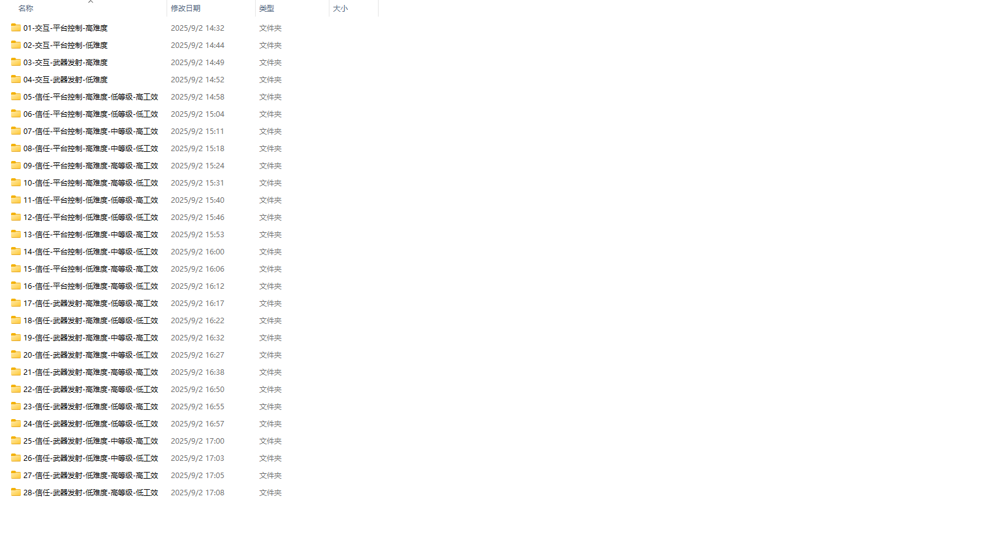 名称 修改日期 类型 大小
01-交互-平台控制-高难度 2025/9/2 14:32 文件夹
02-交互-平台控制-低难度 2025/9/2 14:44 文件夹
03-交互-武器发射-高难度 2025/9/2 14:49 文件夹
04-交互-武器发射-低难度 2025/9/2 14:52 文件夹
05-信任-平台控制-高难度-低等级-高工效 2025/9/2 14:58 文件夹
06-信任-平台控制-高难度-低等级-低工效 2025/9/2 15:04 文件夹
07-信任-平台控制-高难度-中等级-高工效 2025/9/2 15:11 文件夹
08-信任-平台控制-高难度-中等级-低工效 2025/9/2 15:18 文件夹
09-信任-平台控制-高难度-高等级-高工效 2025/9/2 15:24 文件夹
10-信任-平台控制-高难度-高等级-低工效 2025/9/2 15:31 文件夹
11-信任-平台控制-低难度-低等级-高工效 2025/9/2 15:40 文件夹
12-信任-平台控制-低难度-低等级-低工效 2025/9/2 15:46 文件夹
13-信任-平台控制-低难度-中等级-高工效 2025/9/2 15:53 文件夹
14-信任-平台控制-低难度-中等级-低工效 2025/9/2 16:00 文件夹
15-信任-平台控制-低难度-高等级-高工效 2025/9/2 16:06 文件夹
16-信任-平台控制-低难度-高等级-低工效 2025/9/2 16:12 文件夹
17-信任-武器发射-高难度-低等级-高工效 2025/9/2 16:17 文件夹
18-信任-武器发射-高难度-低等级-低工效 2025/9/2 16:22 文件夹
19-信任-武器发射-高难度-中等级-高工效 2025/9/2 16:32 文件夹
20-信任-武器发射-高难度-中等级-低工效 2025/9/2 16:27 文件夹
21-信任-武器发射-高难度-高等级-高工效 2025/9/2 16:38 文件夹
22-信任-武器发射-高难度-高等级-低工效 2025/9/2 16:50 文件夹
23-信任-武器发射-低难度-低等级-高工效 2025/9/2 16:55 文件夹
24-信任-武器发射-低难度-低等级-低工效 2025/9/2 16:57 文件夹
25-信任-武器发射-低难度-中等级-高工效 2025/9/2 17:00 文件夹
26-信任-武器发射-低难度-中等级-低工效 2025/9/2 17:03 文件夹
27-信任-武器发射-低难度-高等级-高工效 2025/9/2 17:05 文件夹
28-信任-武器发射-低难度-高等级-低工效 2025/9/2 17:08 文件夹